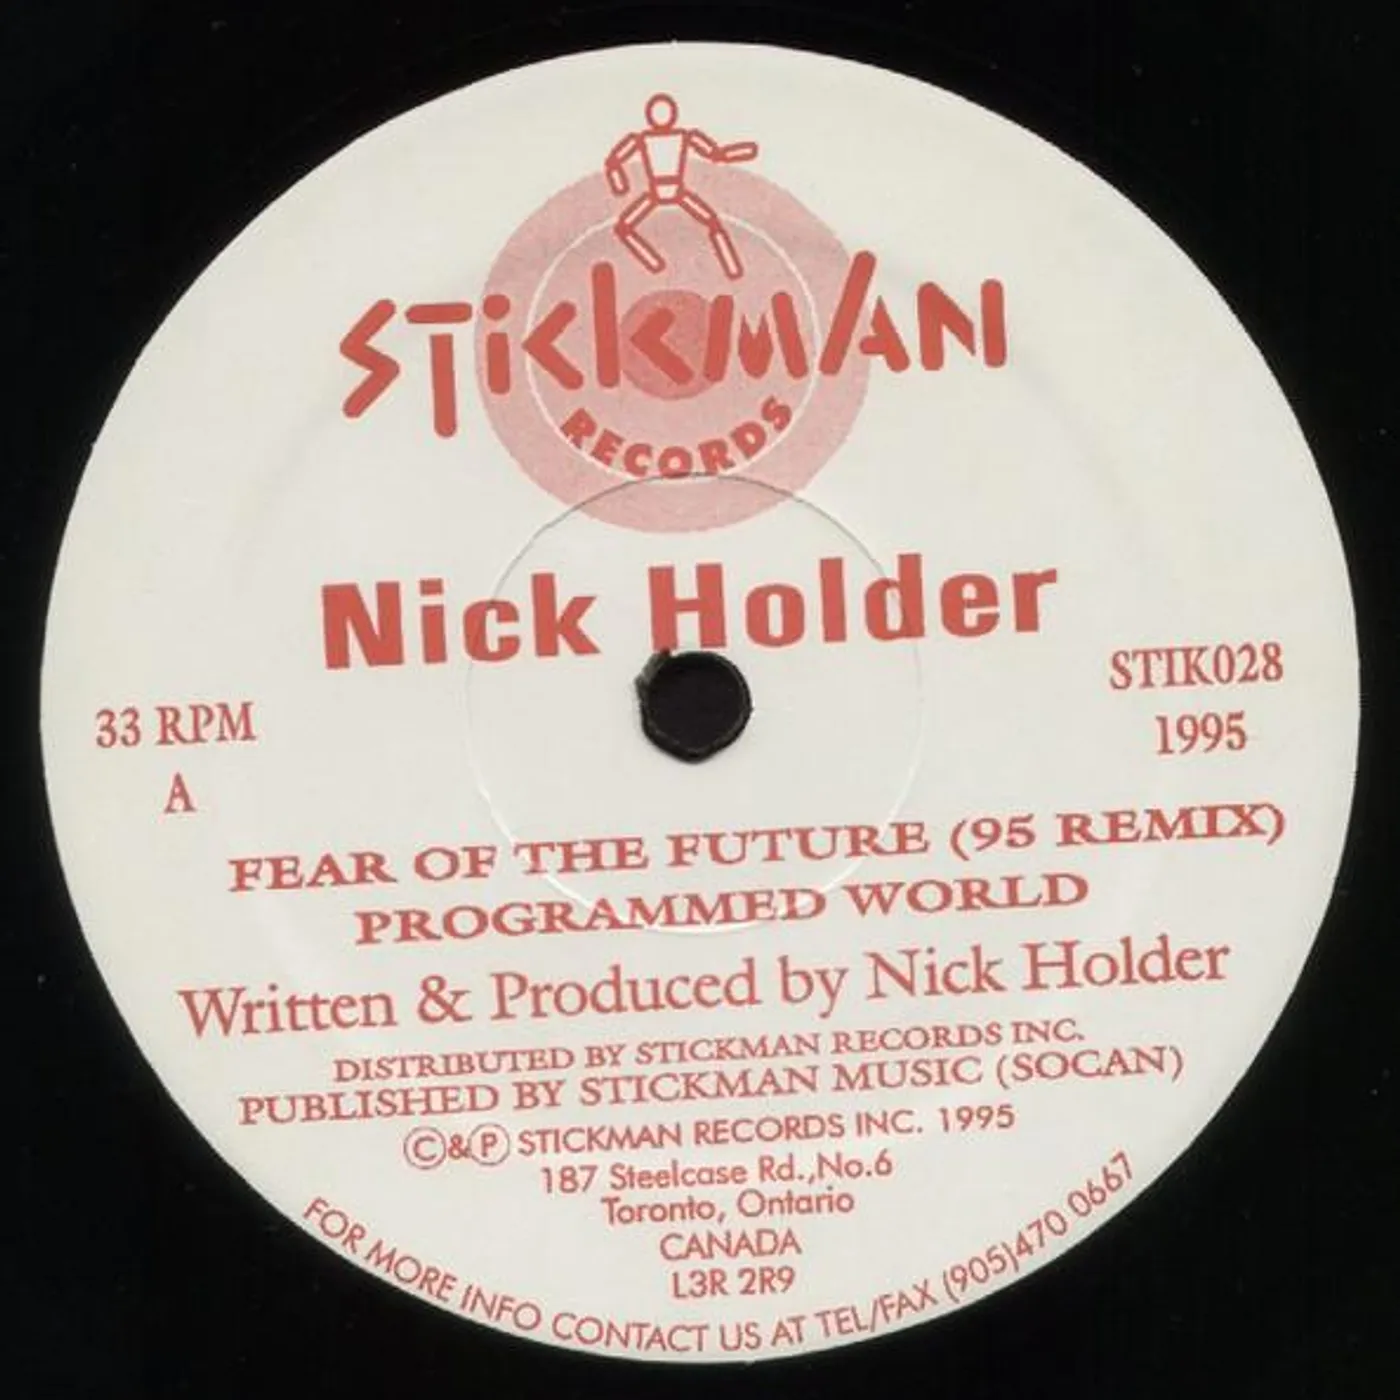 STICKMAN
RECORDS
Nick Holder
33 RPM
A
STIK028
1995
FEAR OF THE FUTURE (95 REMIX)
PROGRAMMED WORLD
Written & Produced by Nick Holder
DISTRIBUTED BY STICKMAN RECORDS INC.
PUBLISHED BY STICKMAN MUSIC (SOCAN)
Ⓒ&Ⓟ STICKMAN RECORDS INC. 1995
187 Steelcase Rd.,No.6
Toronto, Ontario
CANADA
L3R 2R9
FOR MORE INFO CONTACT US AT TEL/FAX (905)470 0667